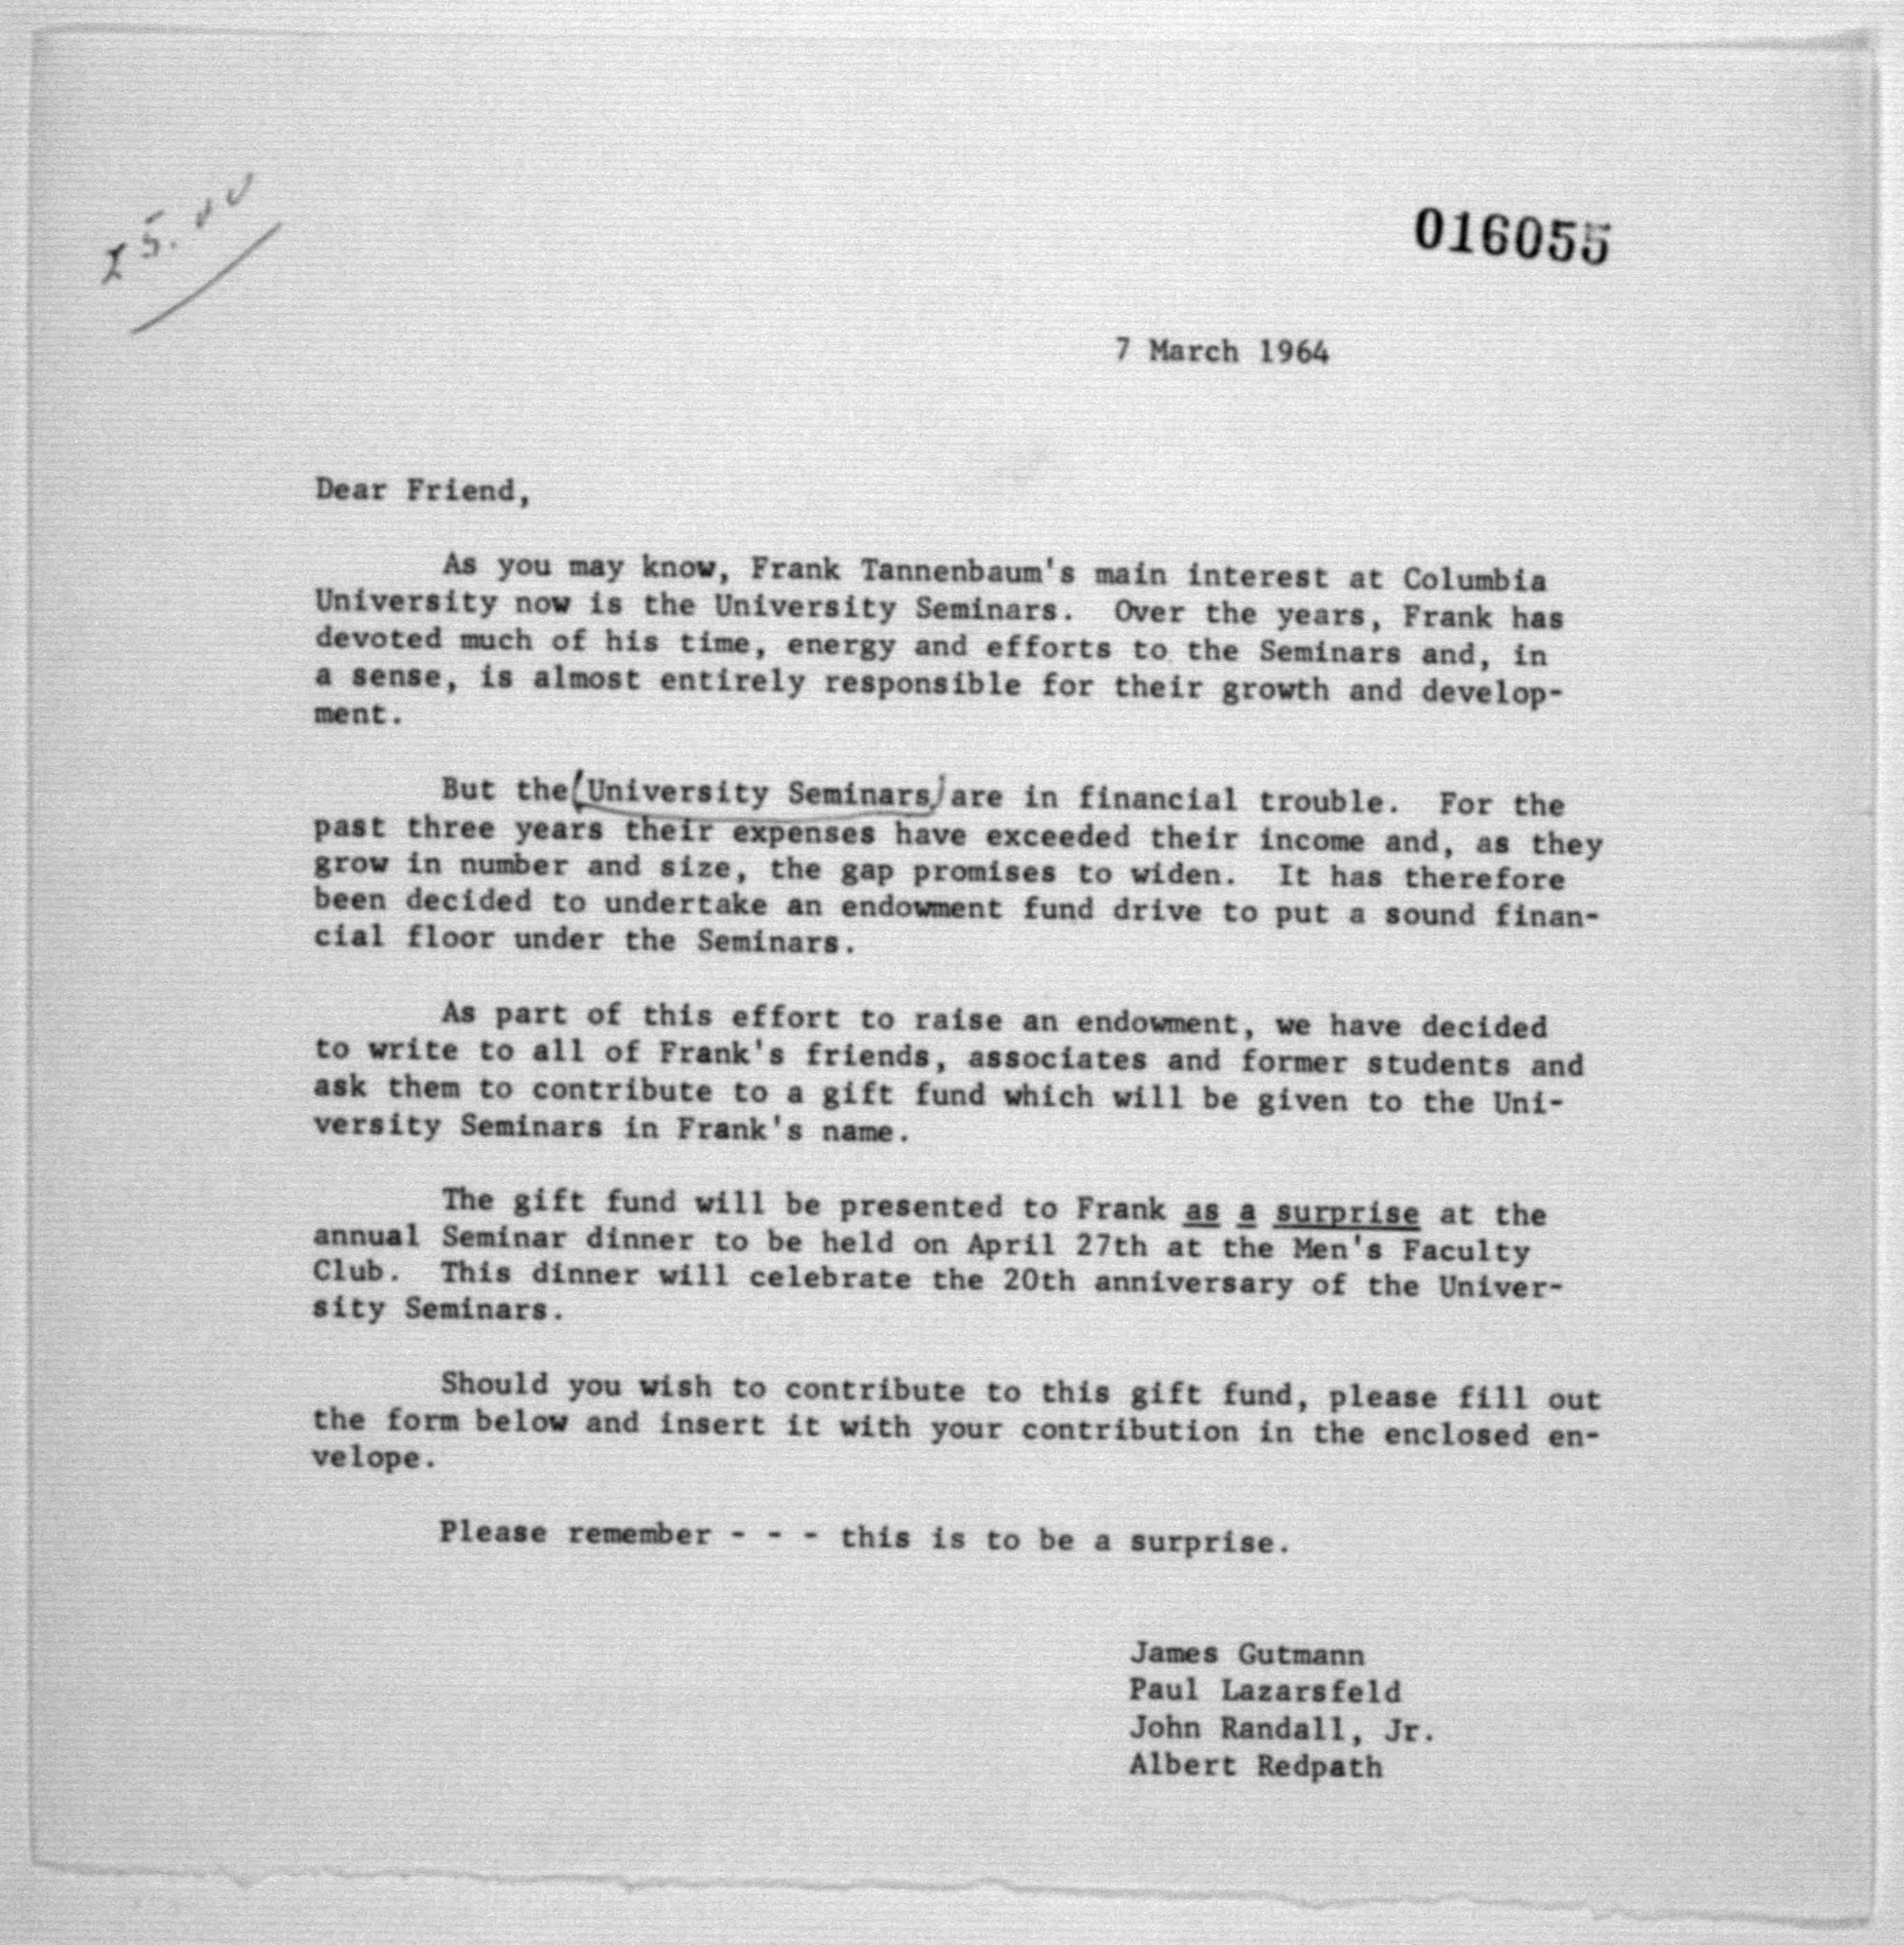 016055
7 March 1964
Dear Friend,
As you may know, Frank Tannenbaum's main interest at Columbia
University now is the University Seminars. Over the years, Frank has
devoted much of his time, energy and efforts to the Seminars and, in
a sense, is almost entirely responsible for their growth and develop-
ment.
But the (University Seminars) are in financial trouble. For the
past three years their expenses have exceeded their income and, as they
grow in number and size, the gap promises to widen. It has therefore
been decided to undertake an endowment fund drive to put a sound finan-
cial floor under the Seminars.
As part of this effort to raise an endowment, we have decided
to write to all of Frank's friends, associates and former students and
ask them to contribute to a gift fund which will be given to the Uni-
versity Seminars in Frank's name.
The gift fund will be presented to Frank as a surprise at the
annual Seminar dinner to be held on April 27th at the Men's Faculty
Club. This dinner will celebrate the 20th anniversary of the Univer-
sity Seminars.
Should you wish to contribute to this gift fund, please fill out
the form below and insert it with your contribution in the enclosed en-
velope.
Please remember - - - this is to be a surprise.
James Gutmann
Paul Lazarsfeld
John Randall, Jr.
Albert Redpath